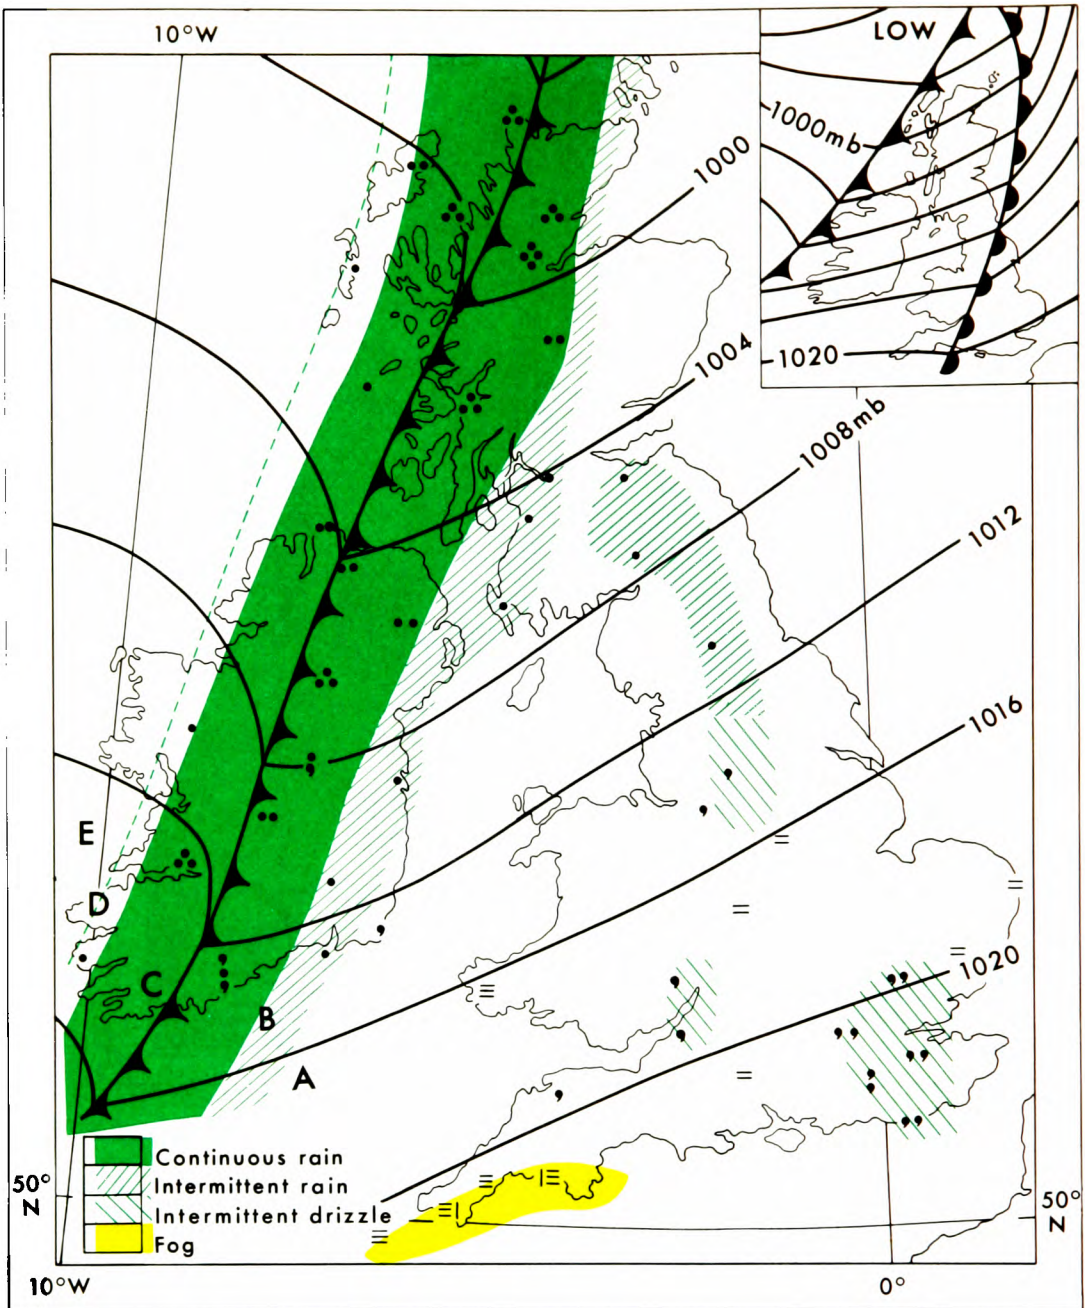 10°W
LOW
1000mb
1020
1000
1004
1008mb
1012
1016
1020
E
D
C
B
A
Continuous rain
Intermittent rain
Intermittent drizzle
Fog
50°
N
50°
N
10°W
0°